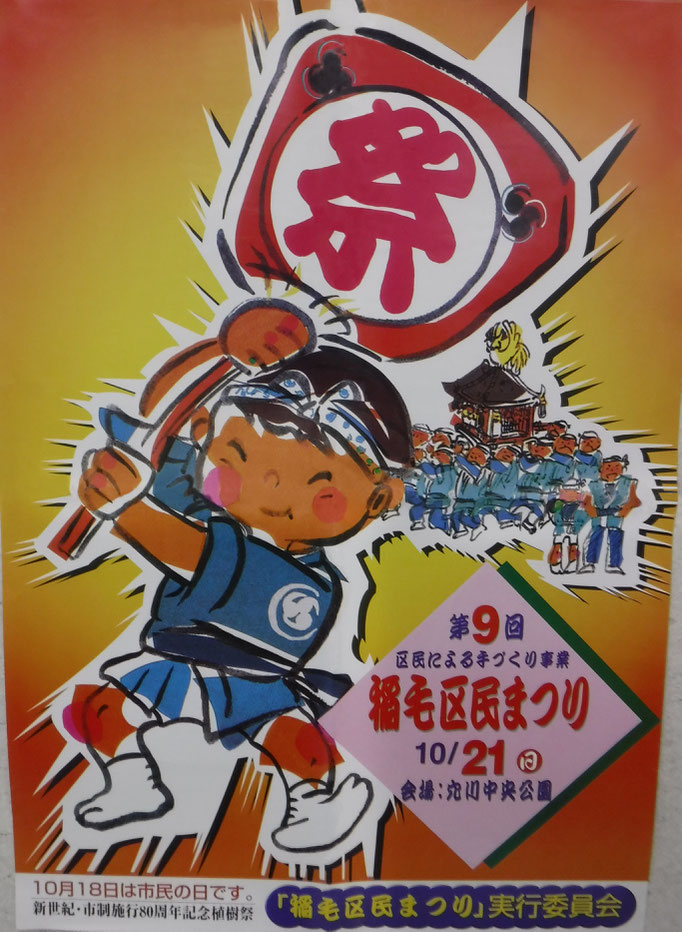 祭
第9回
区民による手づくり事業
稲毛区民まつり
10/21日
会場:穴川中央公園
10月18日は市民の日です。
新世紀・市制施行80周年記念植樹祭
「稲毛区民まつり」実行委員会